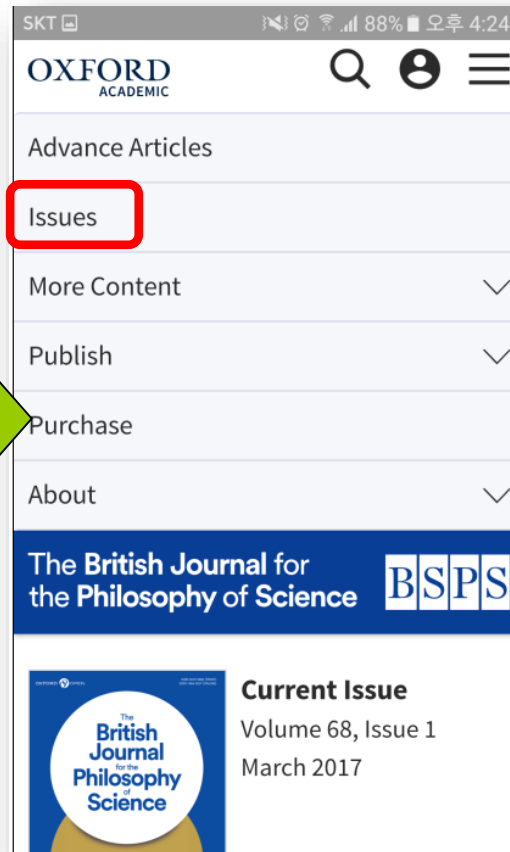 SKT 88% 오후 4:24
OXFORD
ACADEMIC
Advance Articles
Issues
More Content
Publish
Purchase
About
The British Journal for
the Philosophy of Science
BSPS
Current Issue
Volume 68, Issue 1
March 2017
The
British
Journal
for the
Philosophy
of
Science